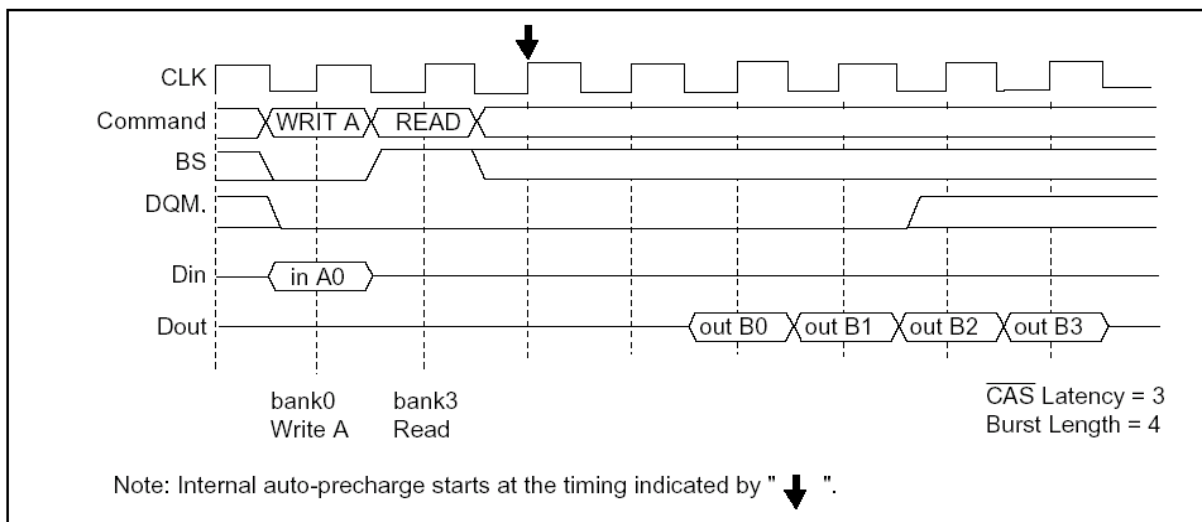 CLK
Command WRIT A READ
BS
DQM.
Din in A0
Dout out B0 out B1 out B2 out B3
bank0 bank3 CAS Latency = 3
Write A Read Burst Length = 4
Note: Internal auto-precharge starts at the timing indicated by " ".